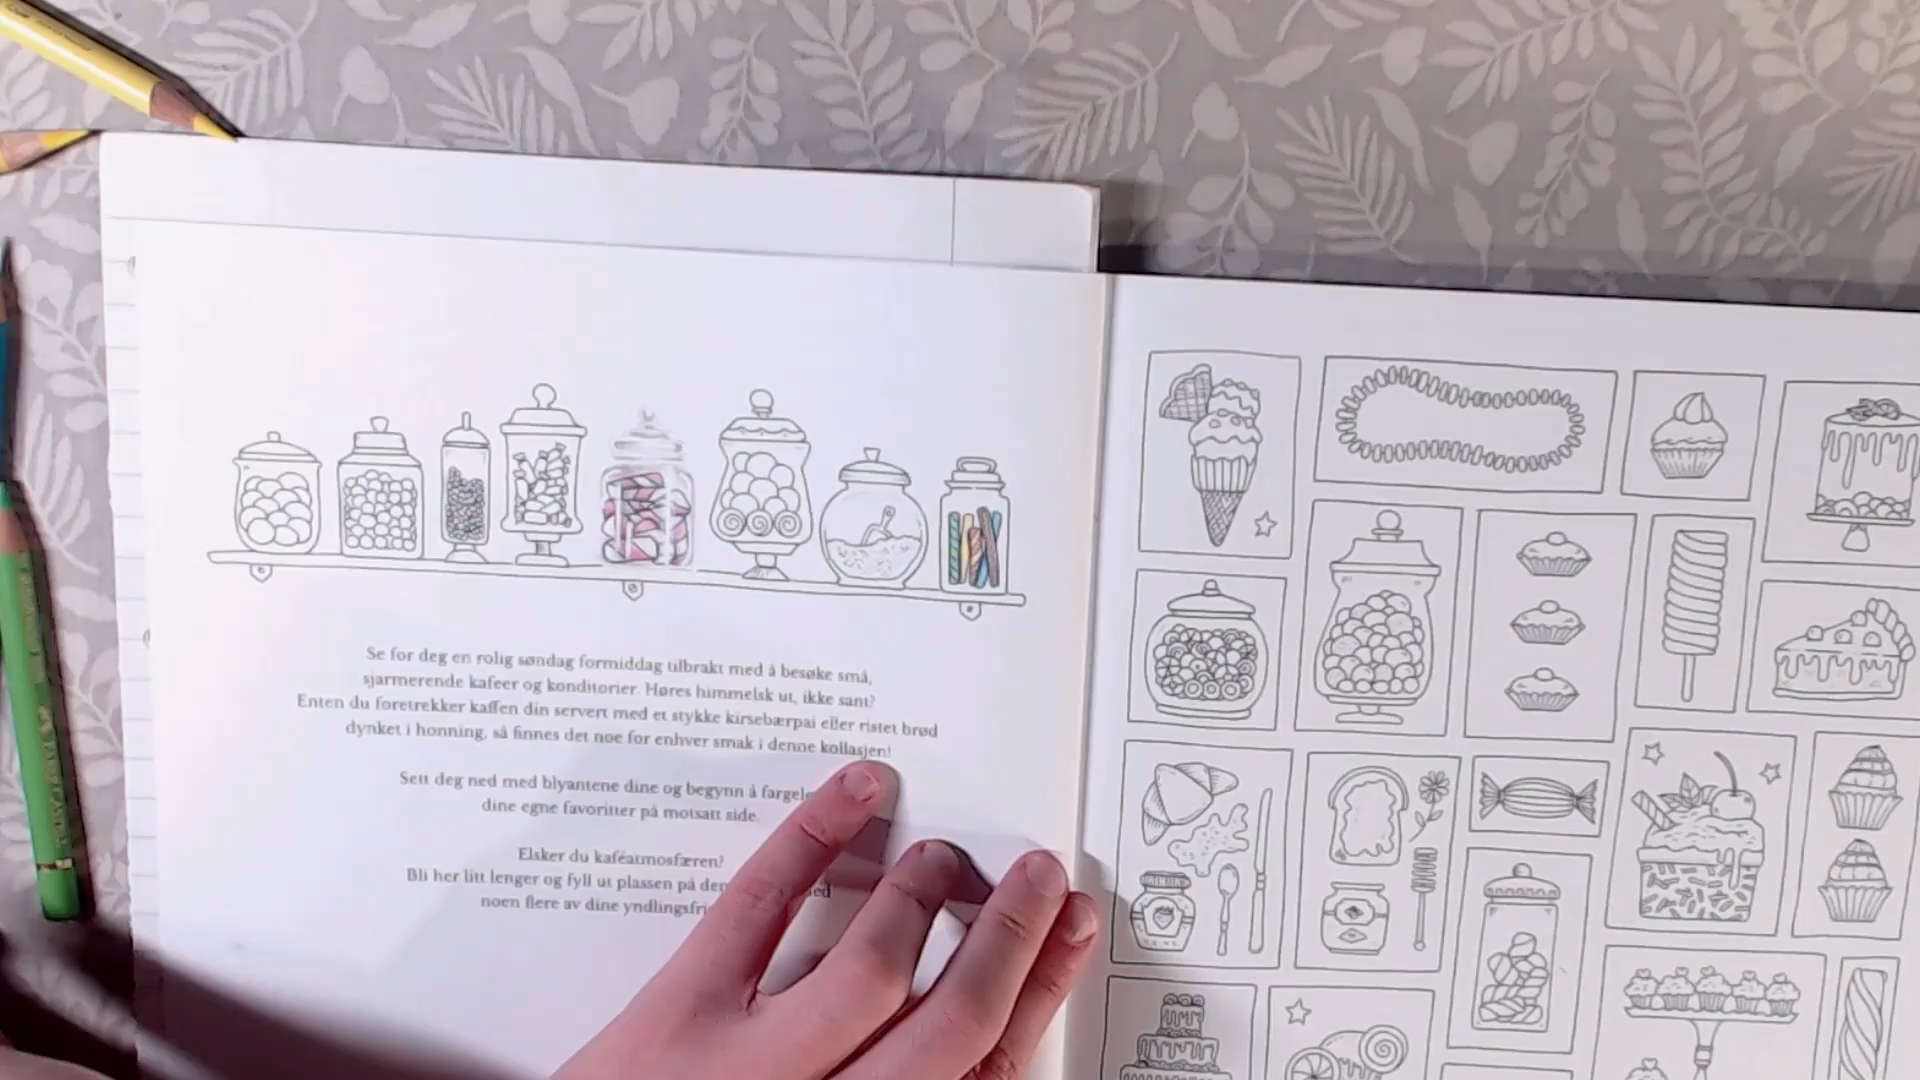 Se for deg en rolig søndag formiddag tilbrakt med å besøke små,
sjarmerende kafeer og konditorier. Høres himmelsk ut, ikke sant?
Enten du foretrekker kaffen din servert med et stykke kirsebærpai eller ristet brød
dynket i honning, så finnes det noe for enhver smak i denne kollasjen!
Sett deg ned med blyantene dine og begynn å fargele
dine egne favoritter på motsatt side.
Elsker du kaféatmosfæren?
Bli her litt lenger og fyll ut plassen på den
noen flere av dine yndlingsfri